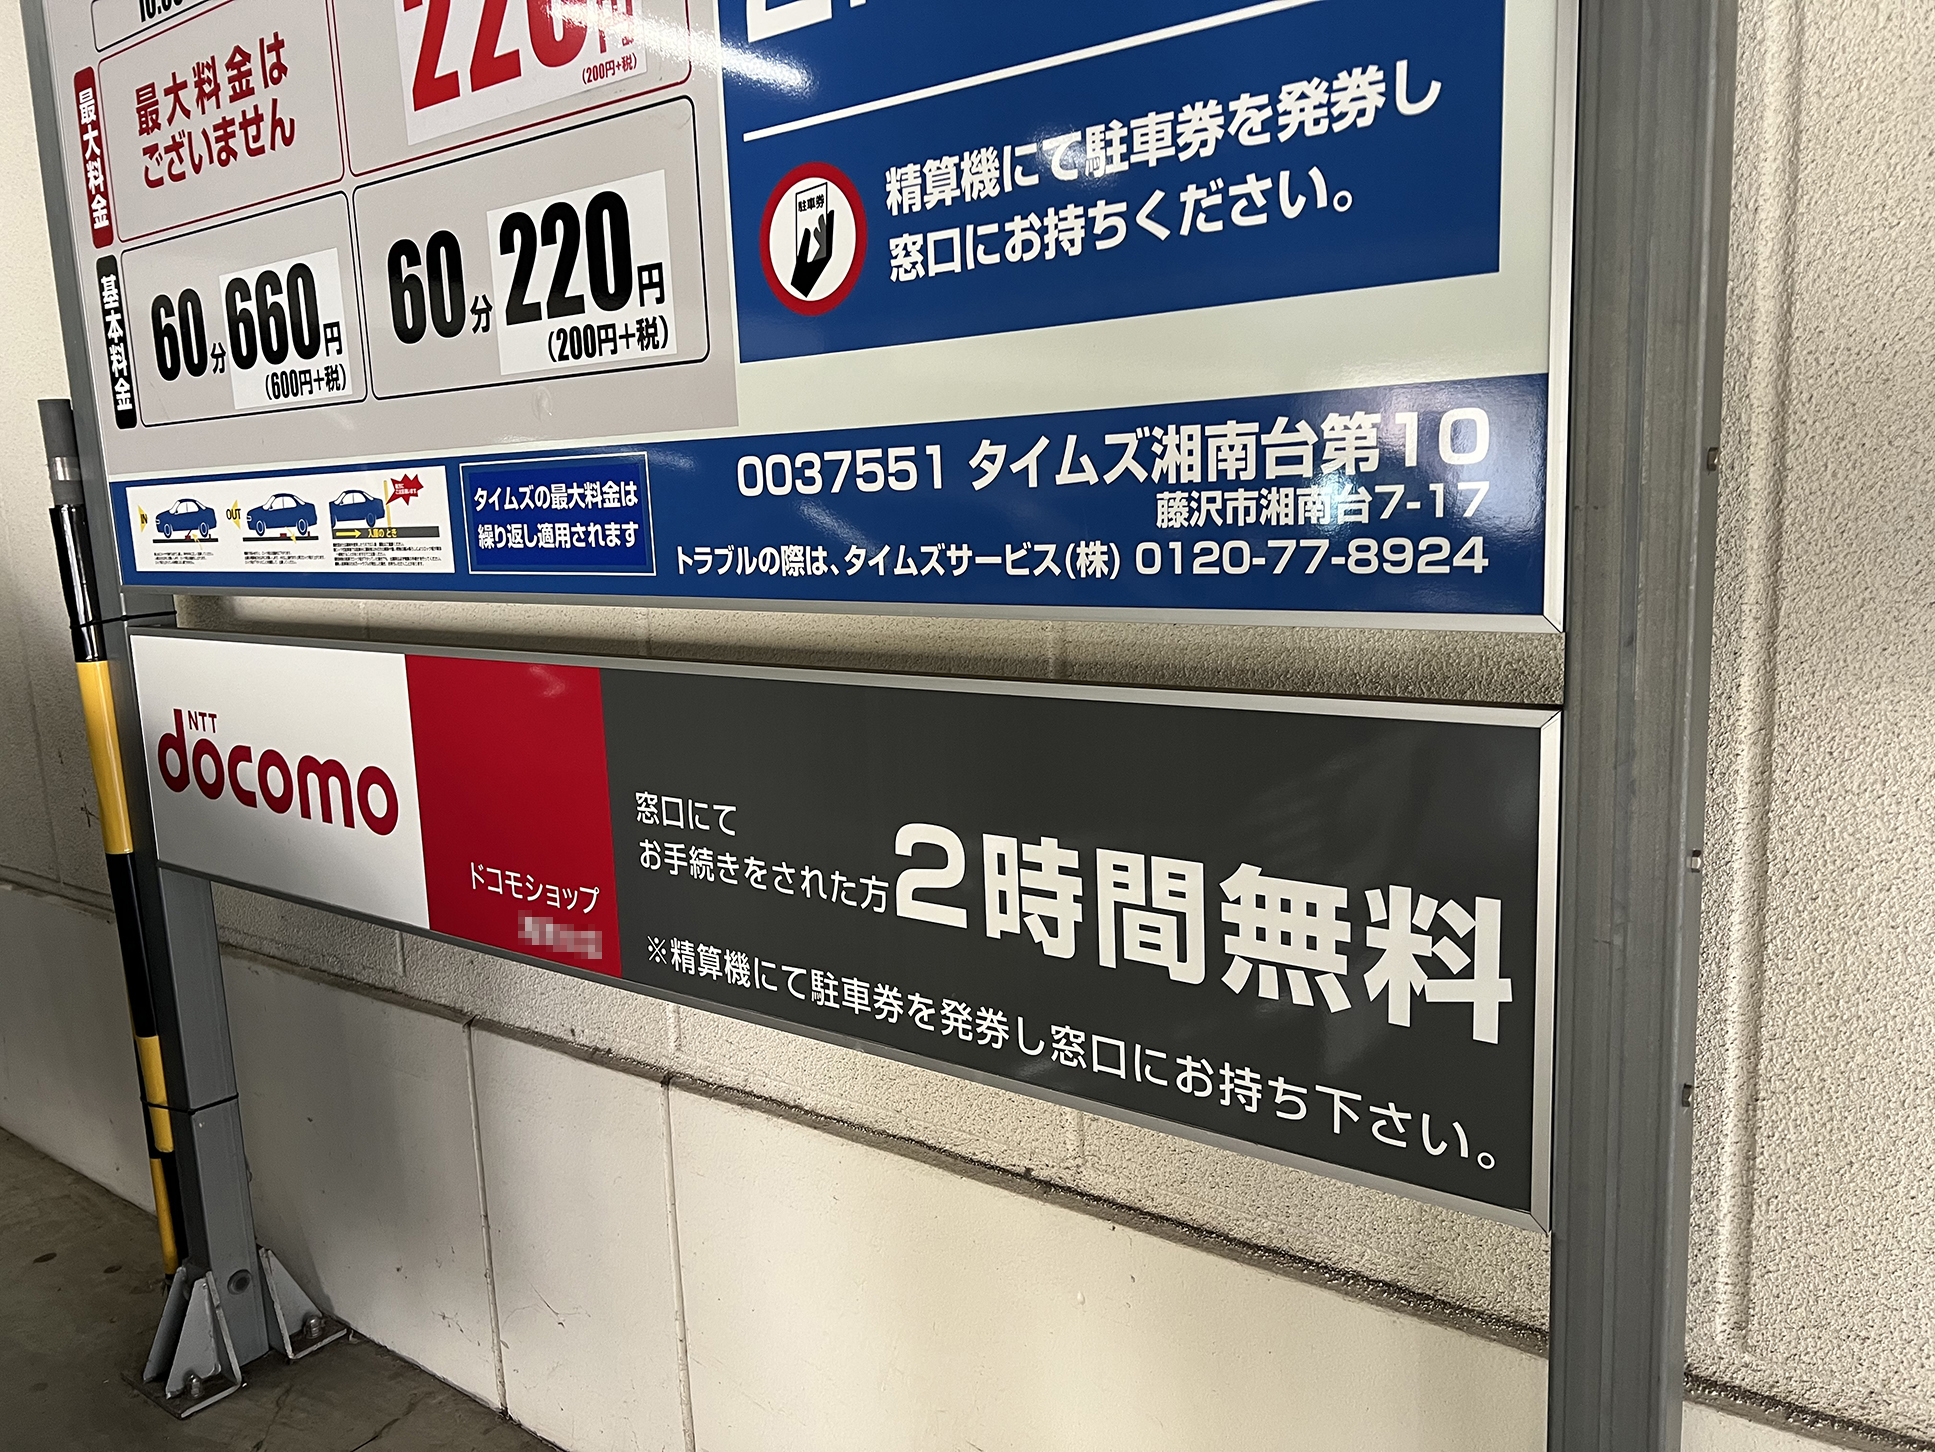 最大料金
最大料金は
ございません
220円
(200円+税)
基本料金
60分660円
(600円+税)
60分220円
(200円+税)
駐車券
精算機にて駐車券を発券し
窓口にお持ちください。
IN
OUT
入庫のとき
タイムズの最大料金は
繰り返し適用されます
0037551 タイムズ湘南台第10
藤沢市湘南台7-17
トラブルの際は、タイムズサービス(株) 0120-77-8924
NTT
docomo
ドコモショップ
窓口にて
お手続きをされた方2時間無料
※精算機にて駐車券を発券し窓口にお持ち下さい。